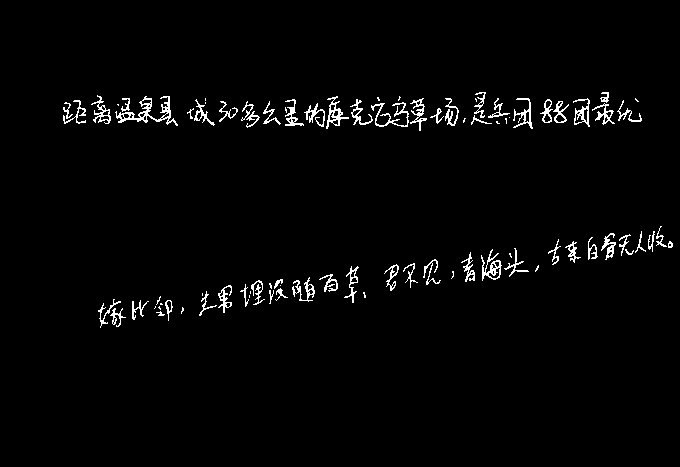 距离温泉县城30多公里的库克它乌草场,是兵团88团最优
嫁比邻,生男埋没随百草、君不见,青海头,古来白骨无人收。